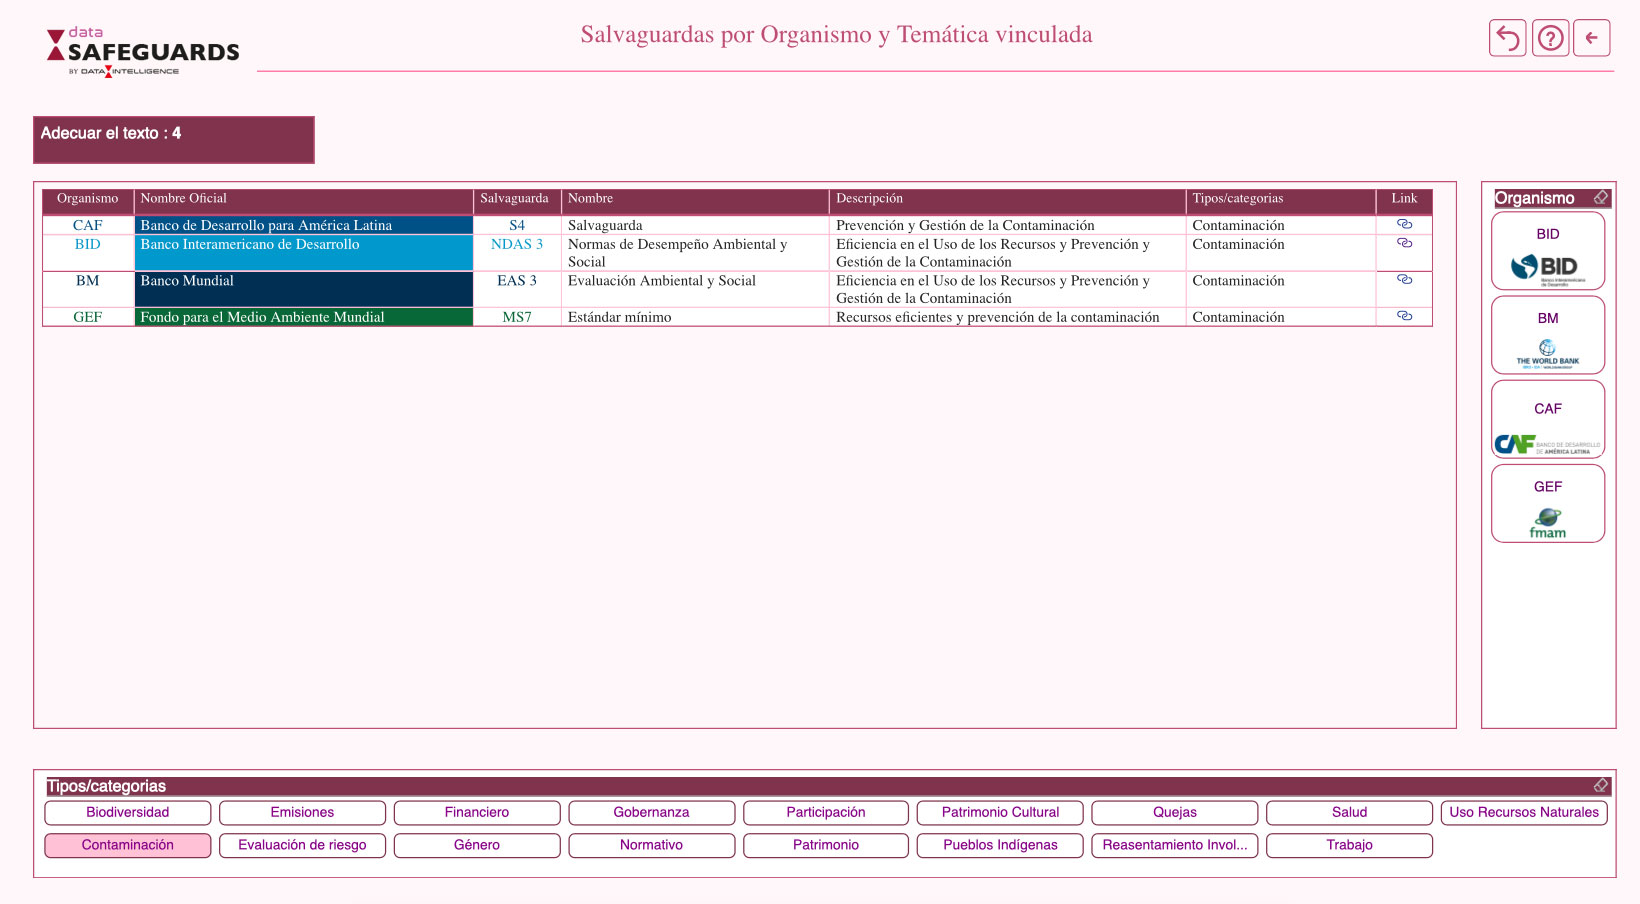 data
SAFEGUARDS
BY DATA INTELLIGENCE
Salvaguardas por Organismo y Temática vinculada
Adecuar el texto : 4
Organismo Nombre Oficial Salvaguarda Nombre Descripción Tipos/categorias Link
CAF Banco de Desarrollo para América Latina S4 Salvaguarda Prevención y Gestión de la Contaminación Contaminación
BID Banco Interamericano de Desarrollo NDAS 3 Normas de Desempeño Ambiental y Eficiencia en el Uso de los Recursos y Prevención y Contaminación
Social Gestión de la Contaminación
BM Banco Mundial EAS 3 Evaluación Ambiental y Social Eficiencia en el Uso de los Recursos y Prevención y Contaminación
Gestión de la Contaminación
GEF Fondo para el Medio Ambiente Mundial MS7 Estándar mínimo Recursos eficientes y prevención de la contaminación Contaminación
Organismo
BID
BID
Banco Interamericano
de Desarrollo
BM
THE WORLD BANK
CAF
CAF BANCO DE DESARROLLO
DE AMÉRICA LATINA
GEF
fmam
Tipos/categorias
Biodiversidad Emisiones Financiero Gobernanza Participación Patrimonio Cultural Quejas Salud Uso Recursos Naturales
Contaminación Evaluación de riesgo Género Normativo Patrimonio Pueblos Indígenas Reasentamiento Invol... Trabajo